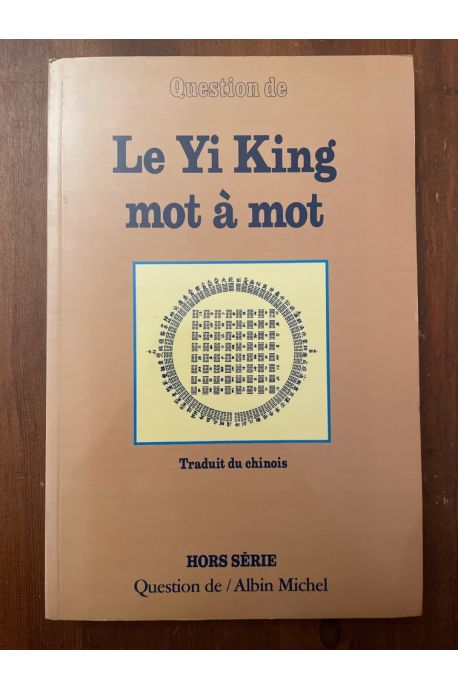 Question de
Le Yi King
mot à mot
Traduit du chinois
HORS SÉRIE
Question de / Albin Michel